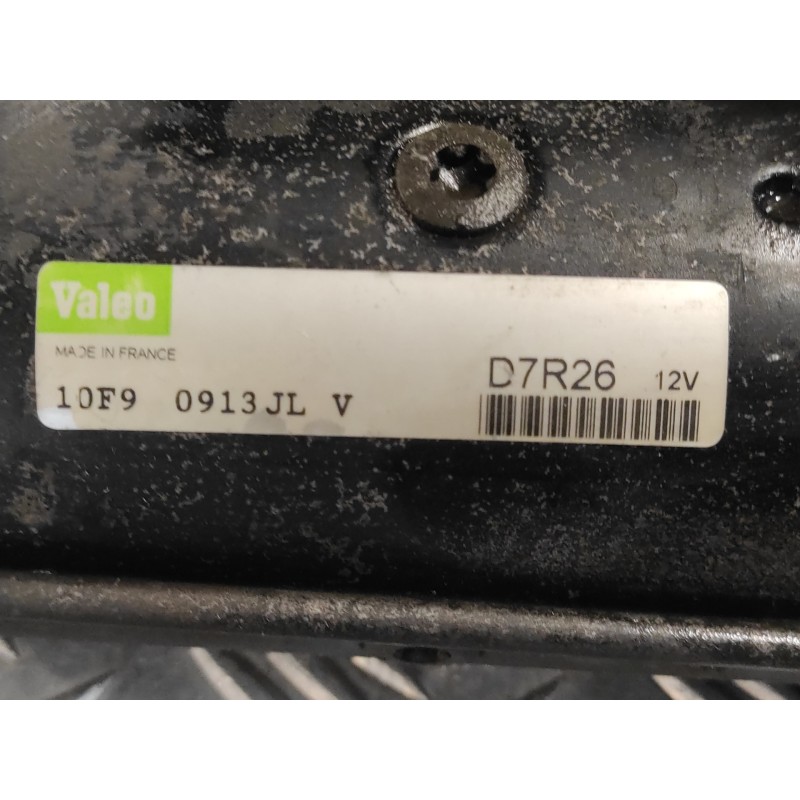 Valeo
MADE IN FRANCE
D7R26 12V
10F9 0913JL V